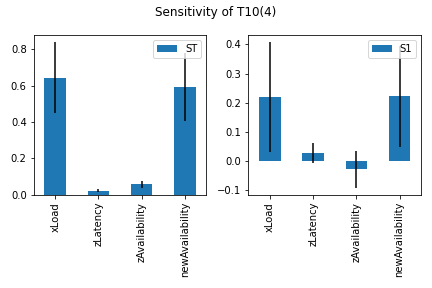 Sensitivity of T10(4)
ST
0.8
0.6
0.4
0.2
0.0
xLoad
zLatency
zAvailability
newAvailability
S1
0.4
0.3
0.2
0.1
0.0
−0.1
xLoad
zLatency
zAvailability
newAvailability